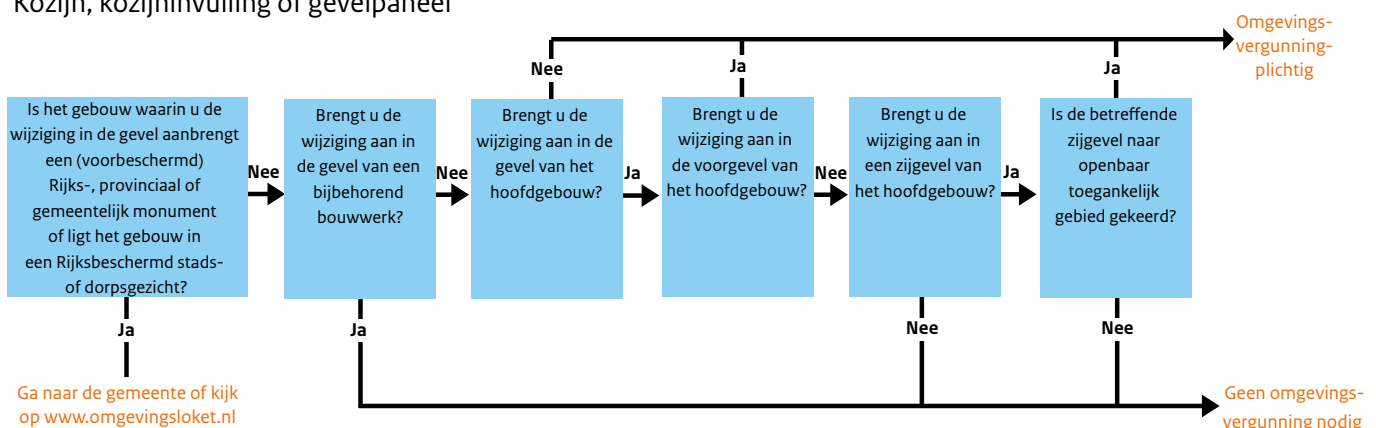 Kozijn, kozijninvulling of gevelpaneel
Omgevings-
vergunning-
plichtig
Nee
Ja
Ja
Is het gebouw waarin u de
wijziging in de gevel aanbrengt
een (voorbeschermd)
Rijks-, provinciaal of
gemeentelijk monument
of ligt het gebouw in
een Rijksbeschermd stads-
of dorpsgezicht?
Nee
Brengt u de
wijziging aan in
de gevel van een
bijbehorend
bouwwerk?
Nee
Brengt u de
wijziging aan in de
gevel van het
hoofdgebouw?
Ja
Brengt u de
wijziging aan in
de voorgevel van
het hoofdgebouw?
Nee
Brengt u de
wijziging aan in
een zijgevel van
het hoofdgebouw?
Ja
Is de betreffende
zijgevel naar
openbaar
toegankelijk
gebied gekeerd?
Ja
Ja
Nee
Nee
Ga naar de gemeente of kijk
op www.omgevingsloket.nl
Geen omgevings-
vergunning nodig